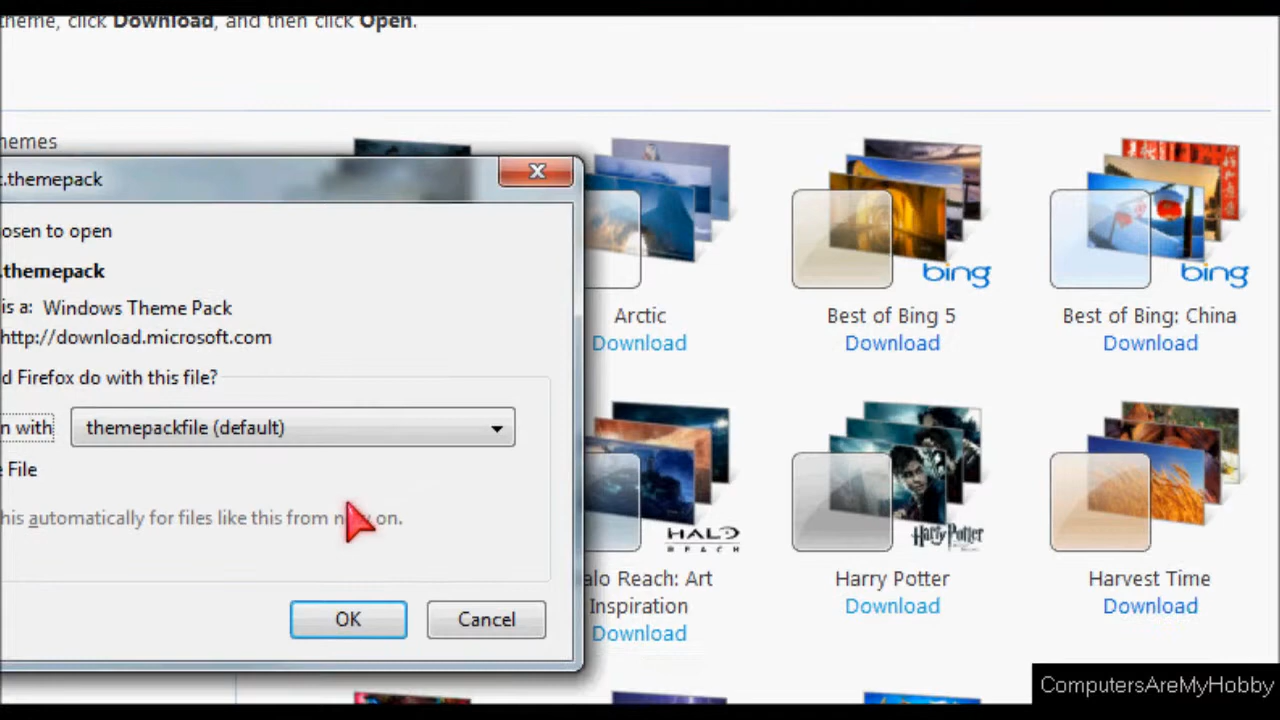 theme, click Download, and then click Open.
hemes
t.themepack
osen to open
.themepack
is a: Windows Theme Pack
http://download.microsoft.com
d Firefox do with this file?
n with themepackfile (default)
e File
his automatically for files like this from now on.
OK Cancel
Arctic
Download
bing
Best of Bing 5
Download
bing
Best of Bing: China
Download
HALO
REACH
alo Reach: Art
Inspiration
Download
Harry Potter
Harry Potter
Download
Harvest Time
Download
ComputersAreMyHobby